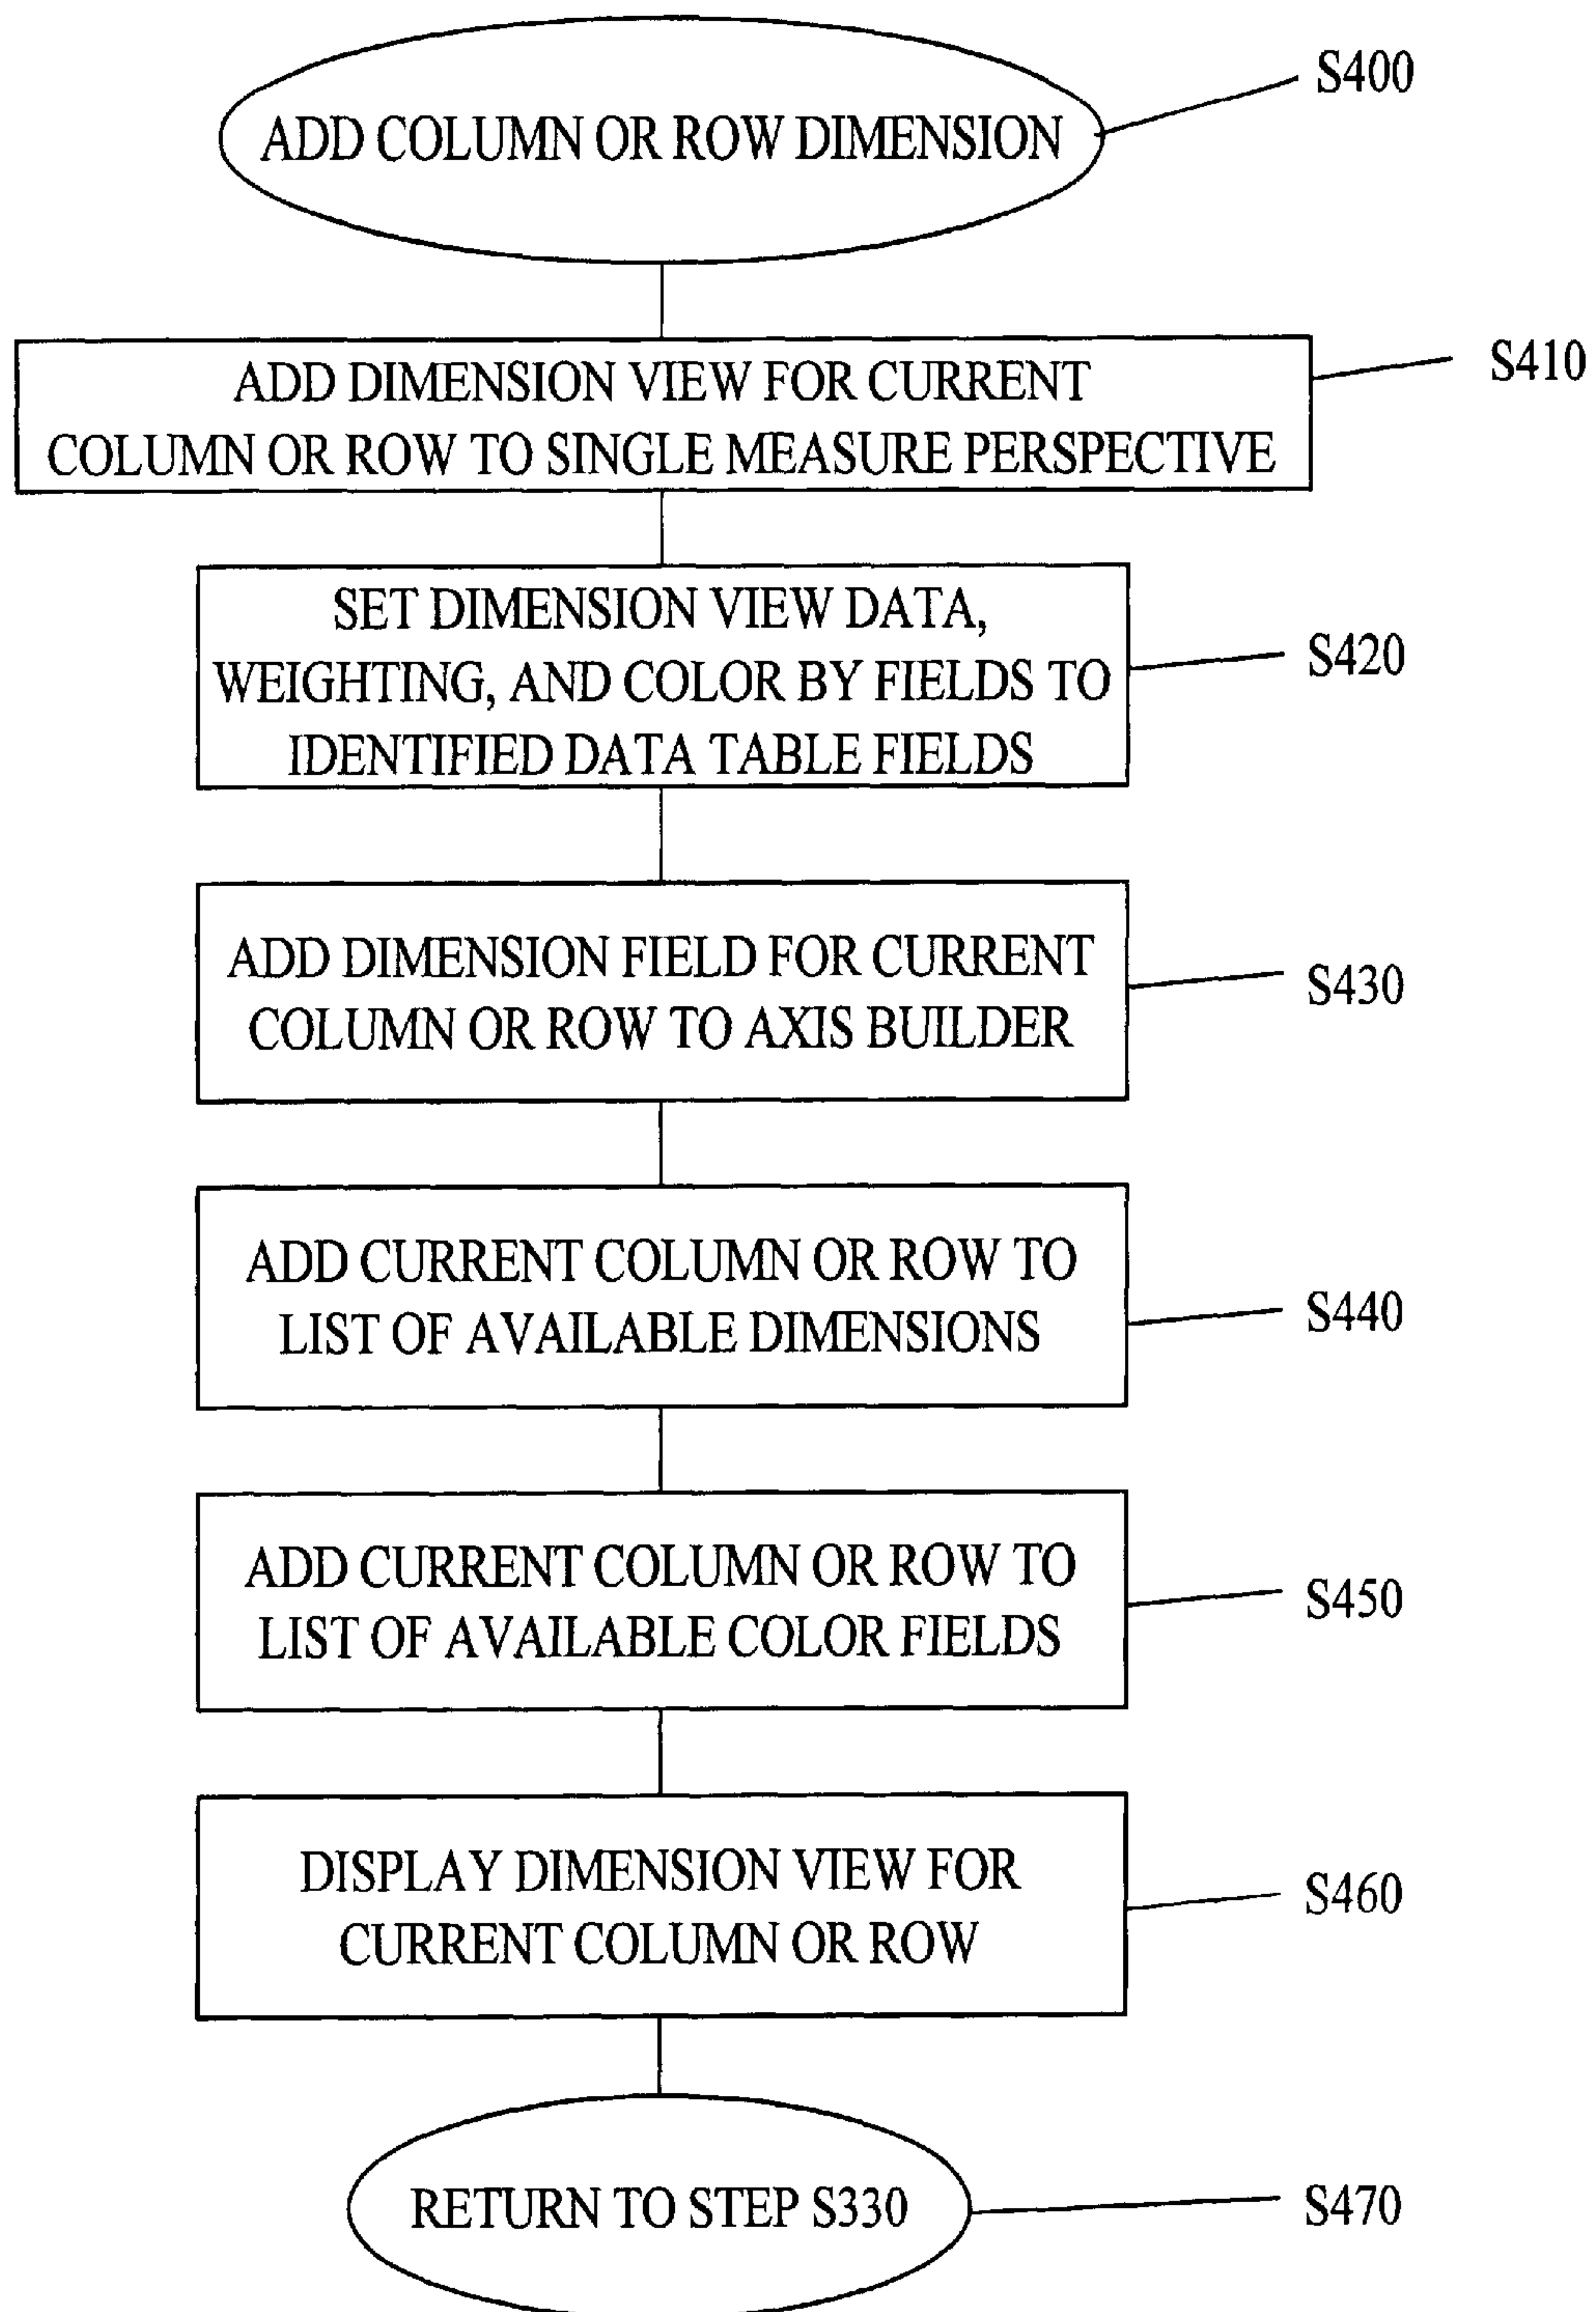 ADD COLUMN OR ROW DIMENSION
S400
ADD DIMENSION VIEW FOR CURRENT
COLUMN OR ROW TO SINGLE MEASURE PERSPECTIVE
S410
SET DIMENSION VIEW DATA,
WEIGHTING, AND COLOR BY FIELDS TO
IDENTIFIED DATA TABLE FIELDS
S420
ADD DIMENSION FIELD FOR CURRENT
COLUMN OR ROW TO AXIS BUILDER
S430
ADD CURRENT COLUMN OR ROW TO
LIST OF AVAILABLE DIMENSIONS
S440
ADD CURRENT COLUMN OR ROW TO
LIST OF AVAILABLE COLOR FIELDS
S450
DISPLAY DIMENSION VIEW FOR
CURRENT COLUMN OR ROW
S460
RETURN TO STEP S330
S470